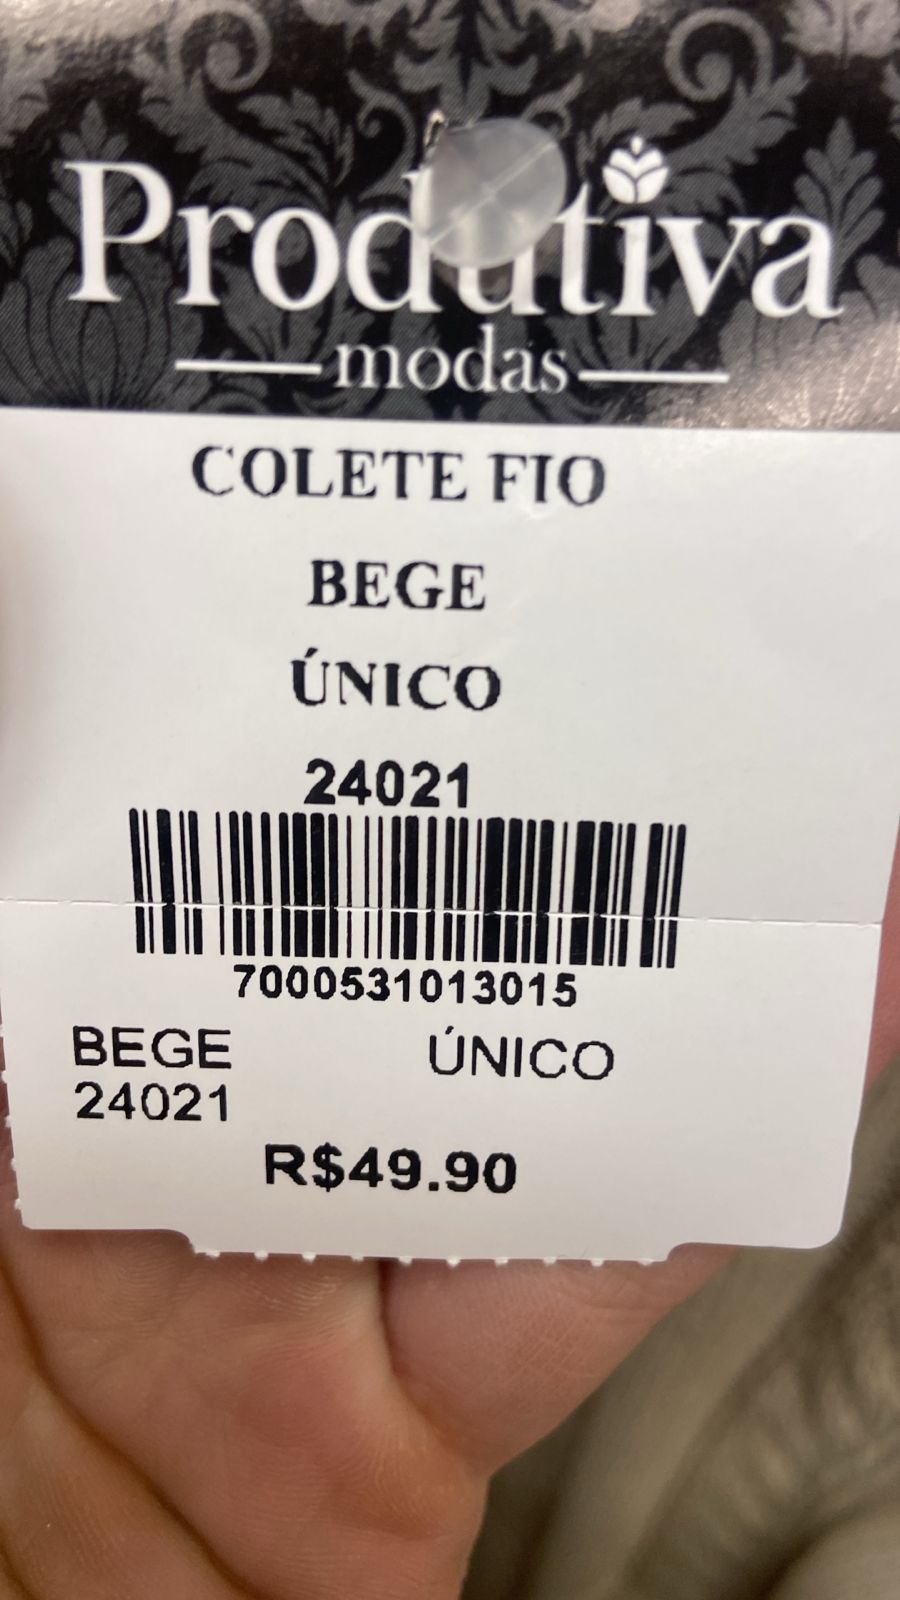 Produtiva
modas
COLETE FIO
BEGE
ÚNICO
24021
7000531013015
BEGE ÚNICO
24021
R$49.90